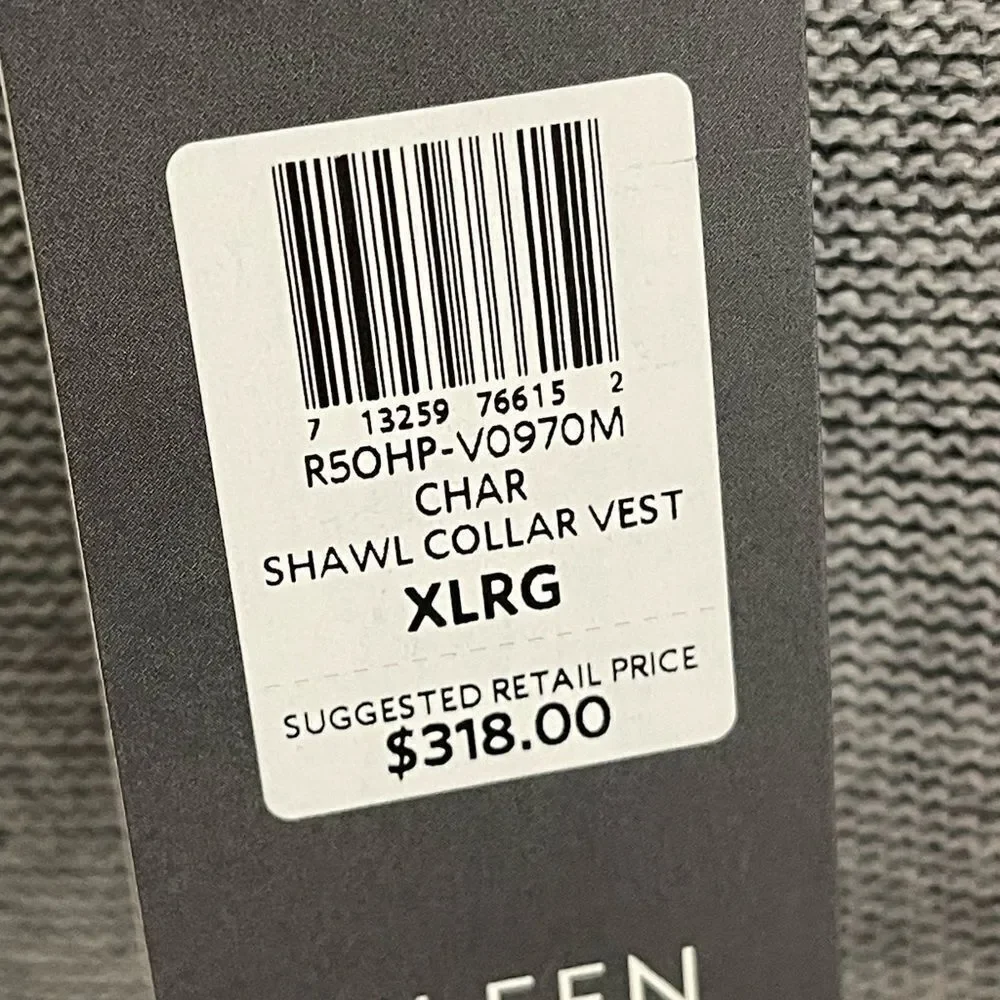 7 13259 76615 2
R5OHP-V0970M
CHAR
SHAWL COLLAR VEST
XLRG
SUGGESTED RETAIL PRICE
$318.00